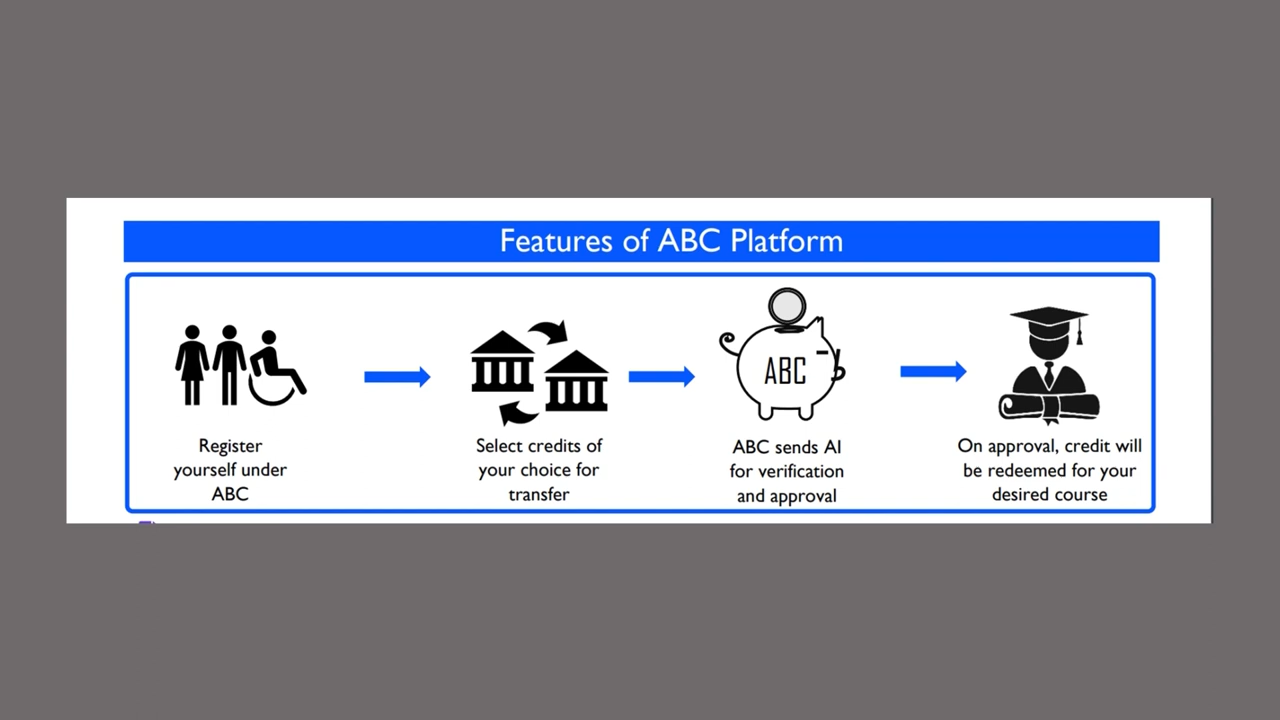 Features of ABC Platform
Register
yourself under
ABC
Select credits of
your choice for
transfer
ABC
ABC sends AI
for verification
and approval
On approval, credit will
be redeemed for your
desired course